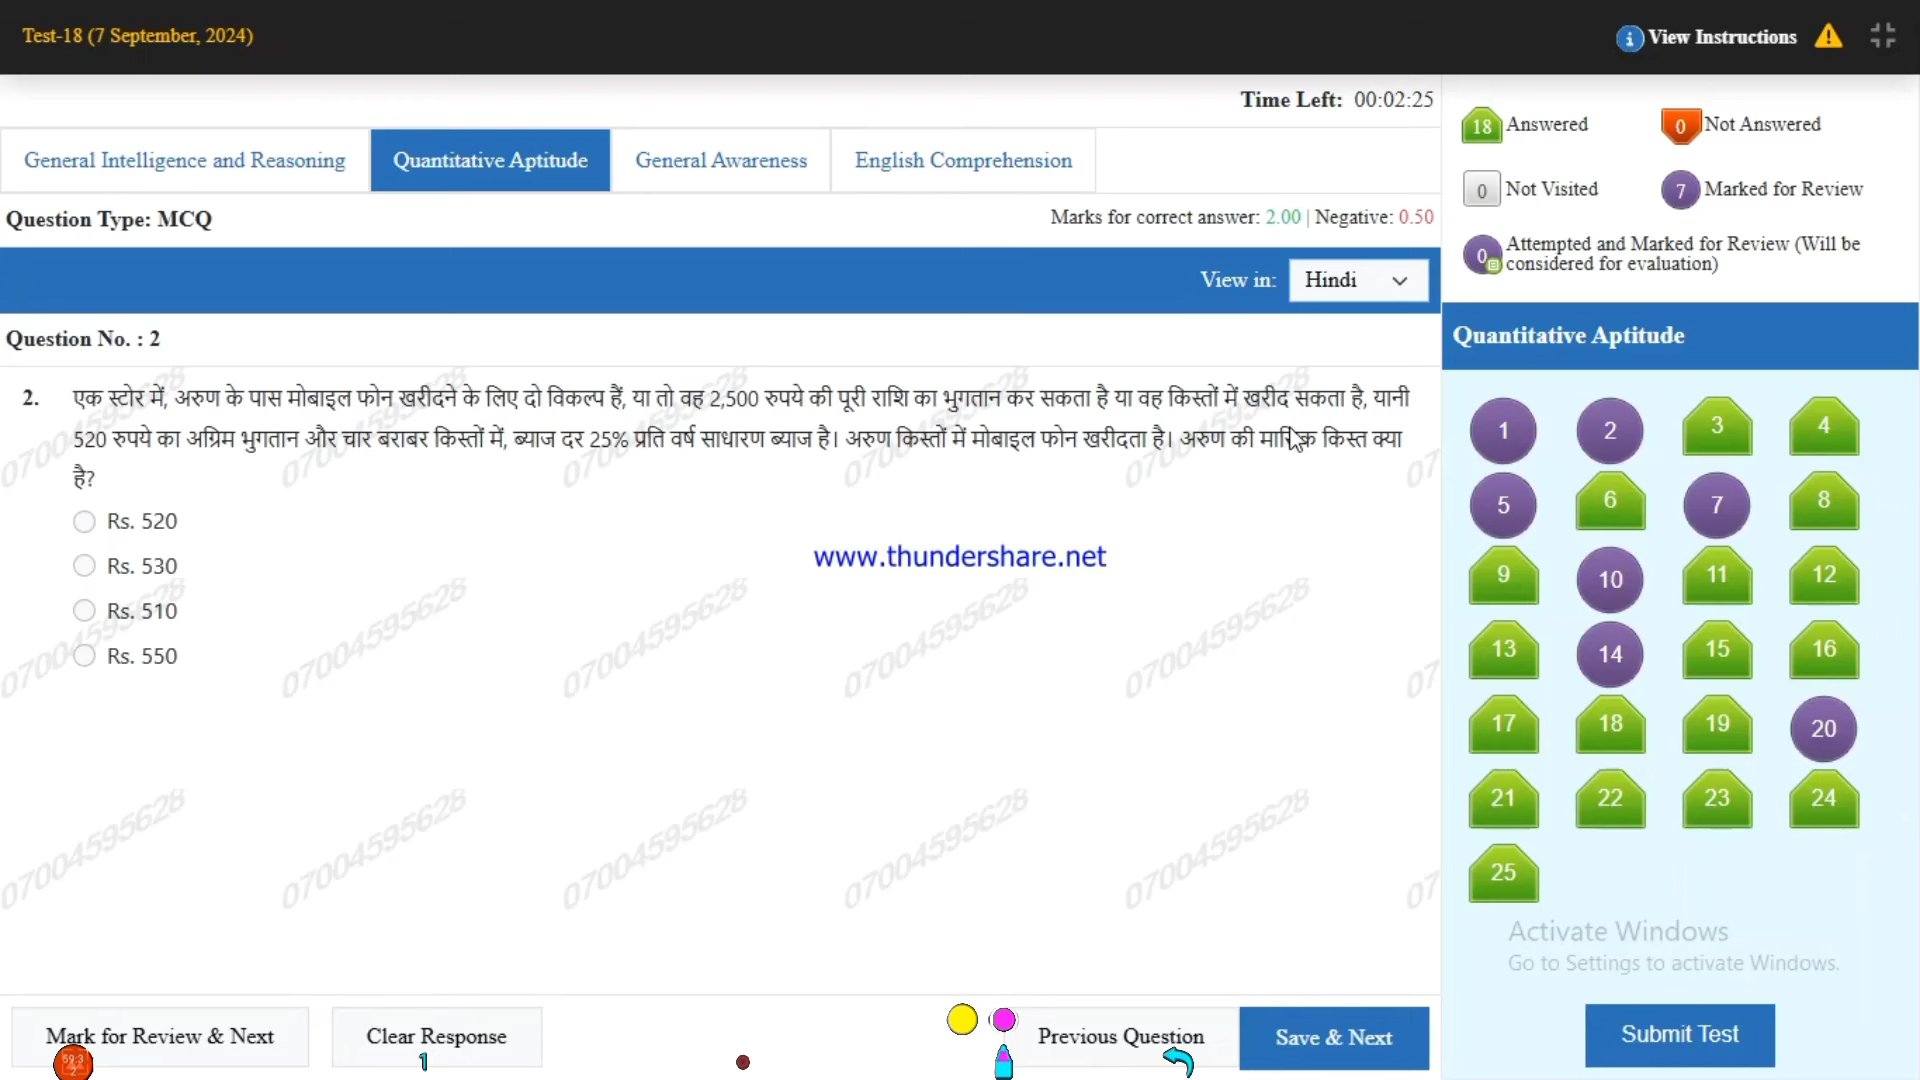 Test-18 (7 September, 2024)
View Instructions
Time Left: 00:02:25
General Intelligence and Reasoning
Quantitative Aptitude
General Awareness
English Comprehension
Question Type: MCQ
Marks for correct answer: 2.00 | Negative: 0.50
View in: Hindi
Question No. : 2
2. एक स्टोर में, अरुण के पास मोबाइल फोन खरीदने के लिए दो विकल्प हैं, या तो वह 2,500 रुपये की पूरी राशि का भुगतान कर सकता है या वह किस्तों में खरीद सकता है, यानी
520 रुपये का अग्रिम भुगतान और चार बराबर किस्तों में, ब्याज दर 25% प्रति वर्ष साधारण ब्याज है। अरुण किस्तों में मोबाइल फोन खरीदता है। अरुण की मासिक किस्त क्या
है?
Rs. 520
Rs. 530
Rs. 510
Rs. 550
www.thundershare.net
07004595628
Mark for Review & Next
Clear Response
Previous Question
Save & Next
59:3
2
1
18 Answered
0 Not Answered
0 Not Visited
7 Marked for Review
0 Attempted and Marked for Review (Will be
considered for evaluation)
Quantitative Aptitude
1 2 3 4
5 6 7 8
9 10 11 12
13 14 15 16
17 18 19 20
21 22 23 24
25
Activate Windows
Go to Settings to activate Windows.
Submit Test